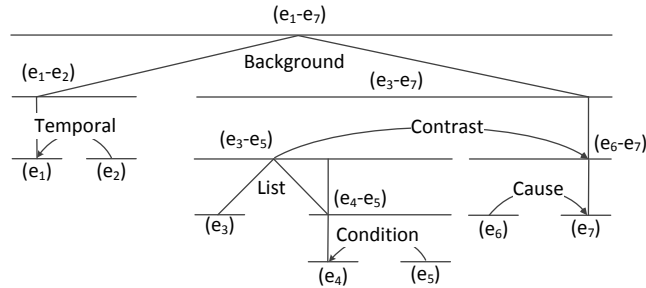 (e1-e7)
Background
(e1-e2)
(e3-e7)
Temporal
Contrast
(e3-e5)
(e6-e7)
(e1)
(e2)
List
(e4-e5)
Cause
(e3)
(e6)
(e7)
Condition
(e4)
(e5)